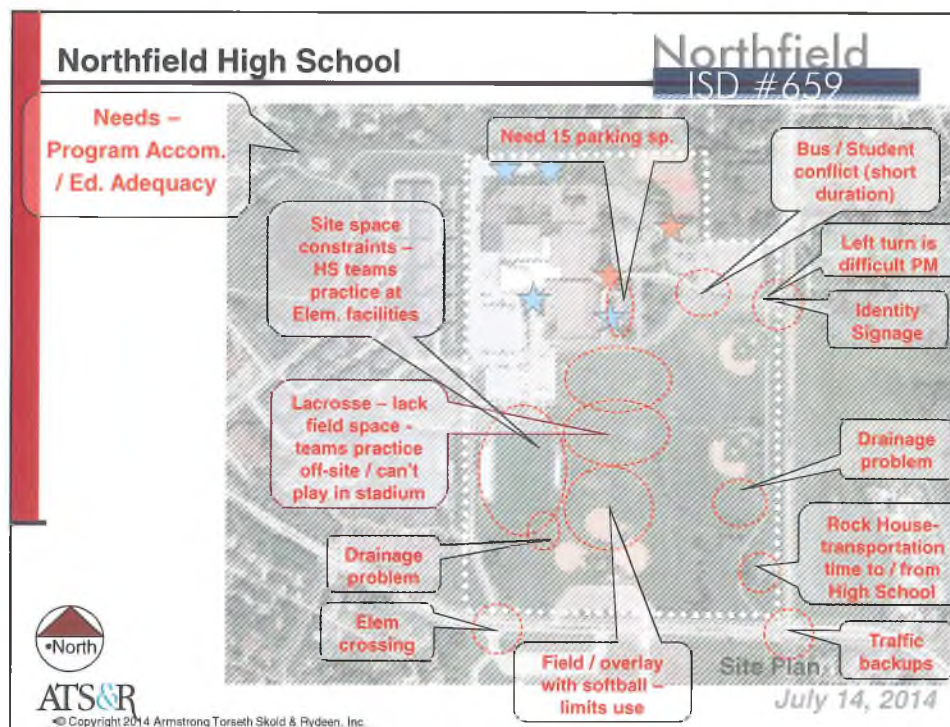 Northfield High School
Northfield
ISD #659
Needs –
Program Accom.
/ Ed. Adequacy
Need 15 parking sp.
Bus / Student
conflict (short
duration)
Site space
constraints –
HS teams
practice at
Elem. facilities
Left turn is
difficult PM
Identity
Signage
Lacrosse – lack
field space -
teams practice
off-site / can't
play in stadium
Drainage
problem
Drainage
problem
Rock House-
transportation
time to / from
High School
Elem
crossing
Field / overlay
with softball –
limits use
Traffic
backups
•North
Site Plan
ATS&R
July 14, 2014
•© Copyright 2014 Armstrong Torseth Skold & Rydeen, Inc.